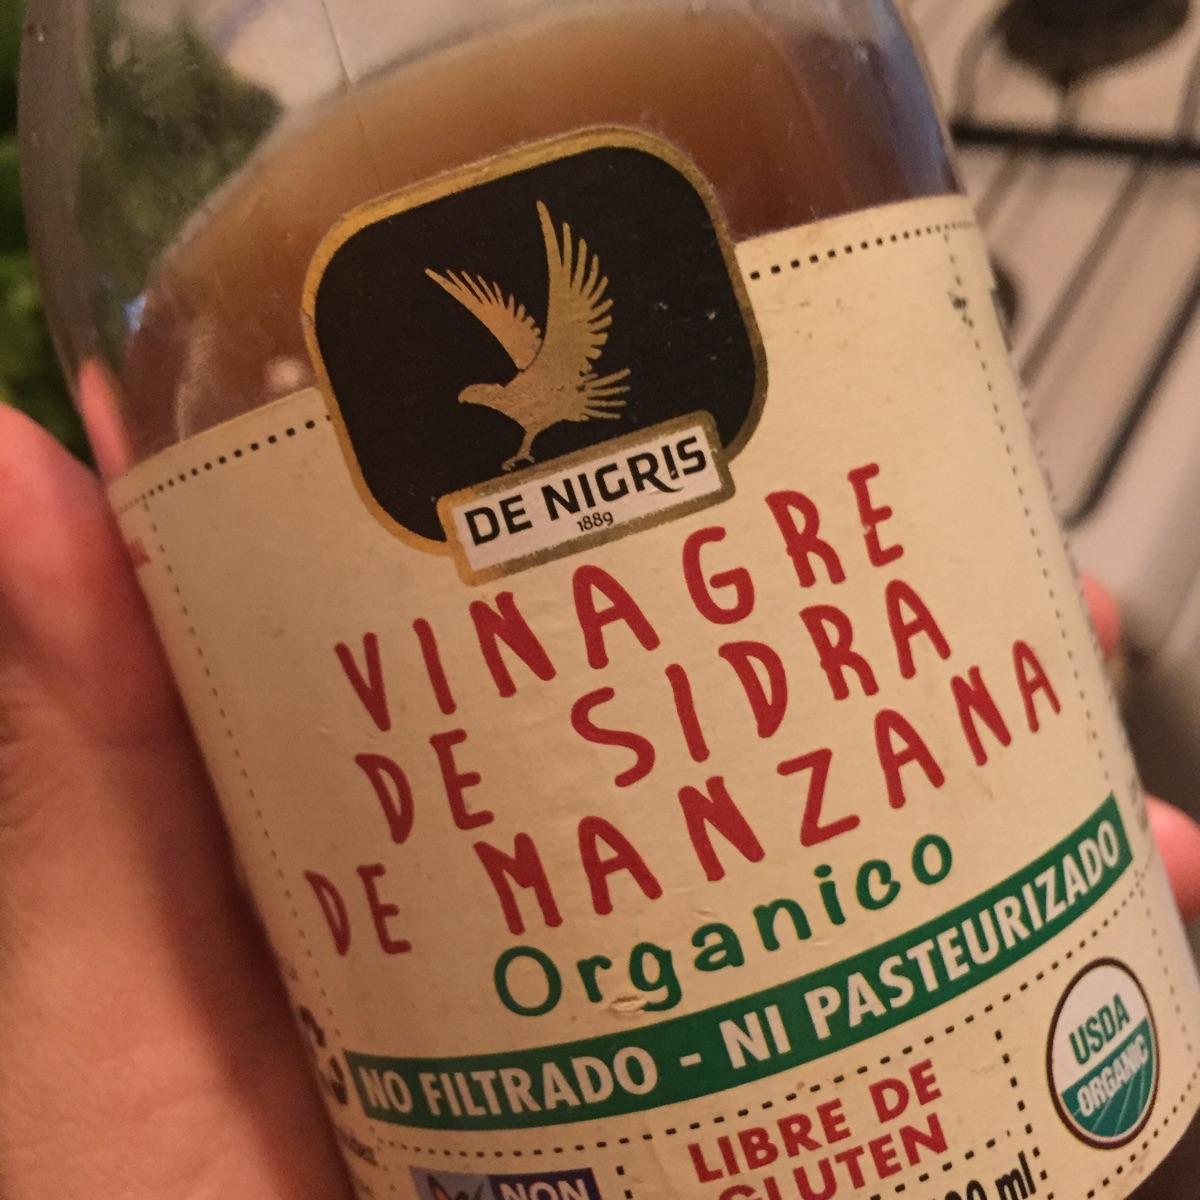 DE NIGRIS
1889
VINAGRE
DE SIDRA
DE MANZANA
Organico
NO FILTRADO - NI PASTEURIZADO
USDA
ORGANIC
LIBRE DE
GLUTEN
NON
ml